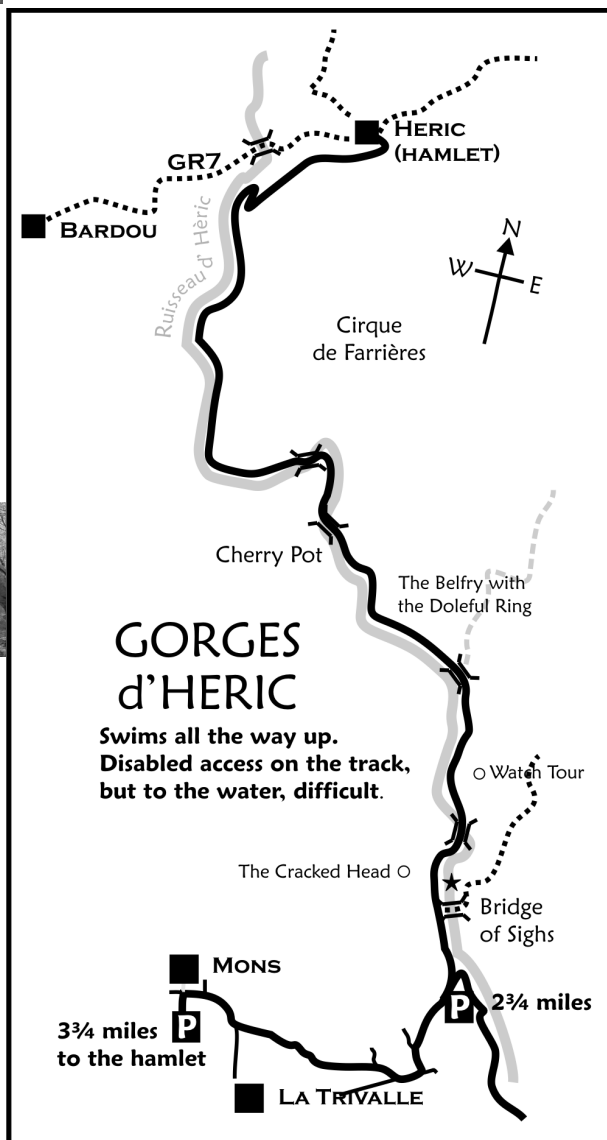 HERIC
(HAMLET)
GR7
BARDOU
Ruisseau d' Hèric
N
W
E
Cirque
de Farrières
Cherry Pot
The Belfry with
the Doleful Ring
GORGES
d'HERIC
Swims all the way up.
Disabled access on the track,
but to the water, difficult.
Watch Tour
The Cracked Head
Bridge
of Sighs
MONS
P
2¾ miles
P
3¾ miles
to the hamlet
LA TRIVALLE